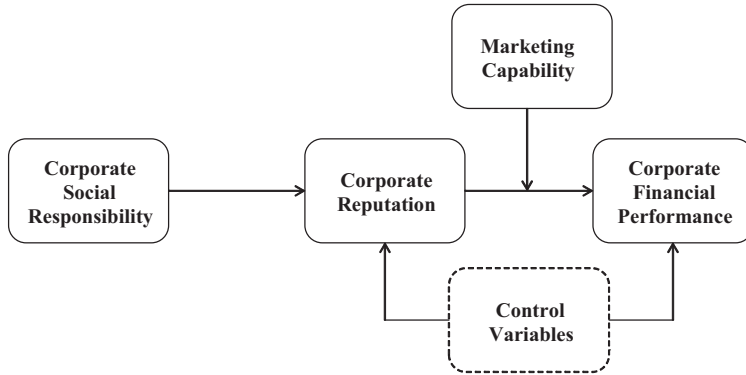 Marketing
Capability
Corporate
Social
Responsibility
Corporate
Reputation
Corporate
Financial
Performance
Control
Variables